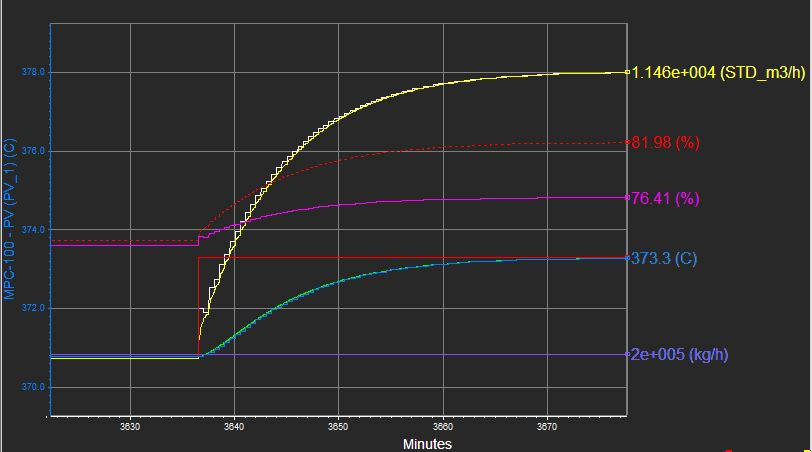 MPC-100 - PV (PV_1) (C)
378.0
376.0
374.0
372.0
370.0
1.146e+004 (STD_m3/h)
81.98 (%)
76.41 (%)
373.3 (C)
2e+005 (kg/h)
3630 3640 3650 3660 3670
Minutes